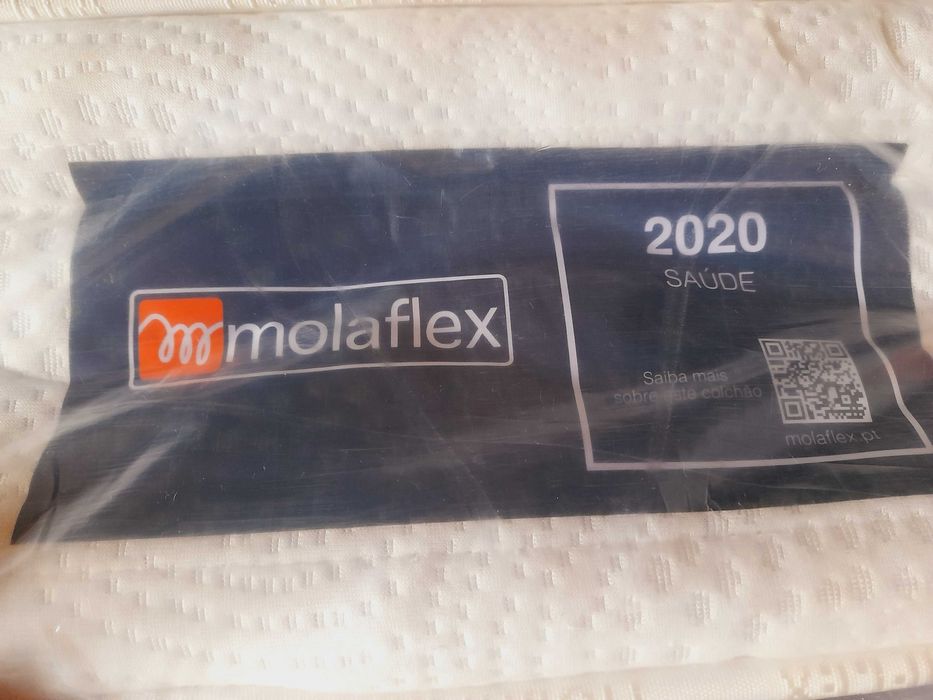 molaflex
2020
SAÚDE
Saiba mais
sobre este colchão
molaflex.pt